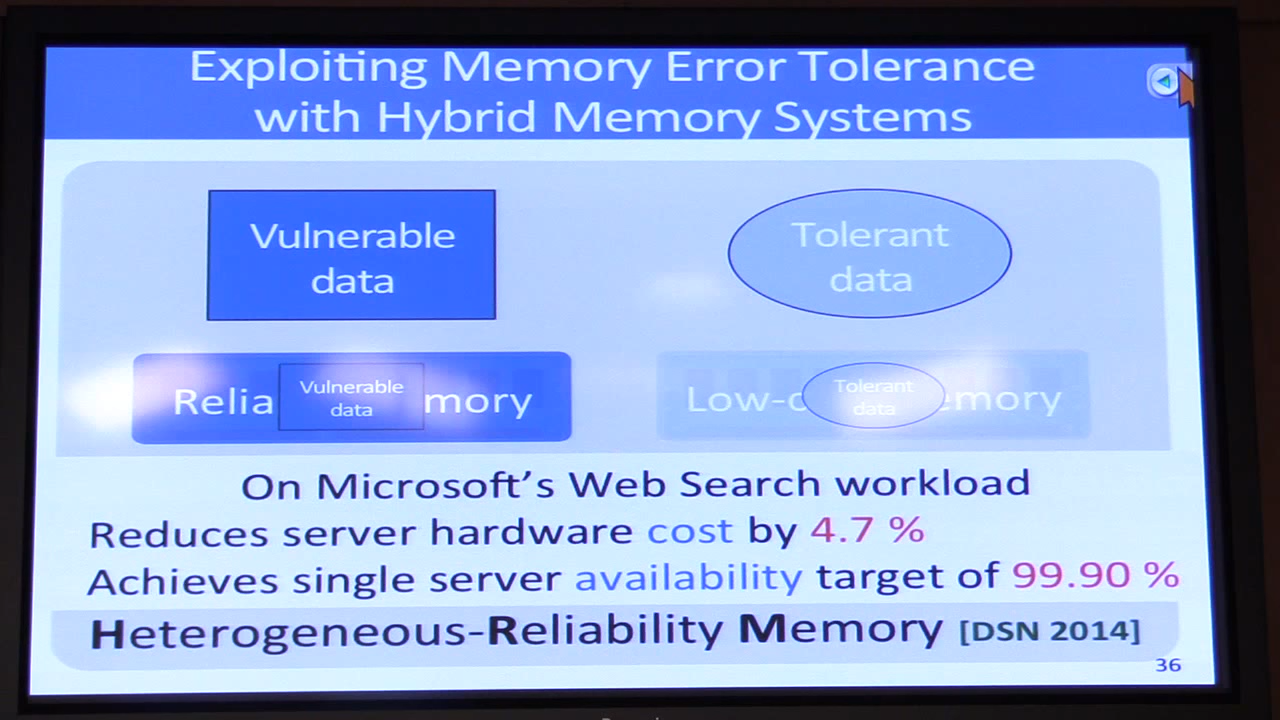 Exploiting Memory Error Tolerance
with Hybrid Memory Systems
Vulnerable
data
Tolerant
data
Relia
Vulnerable
data
mory
Low-c
Tolerant
data
emory
On Microsoft's Web Search workload
Reduces server hardware cost by 4.7 %
Achieves single server availability target of 99.90 %
Heterogeneous-Reliability Memory [DSN 2014]
36